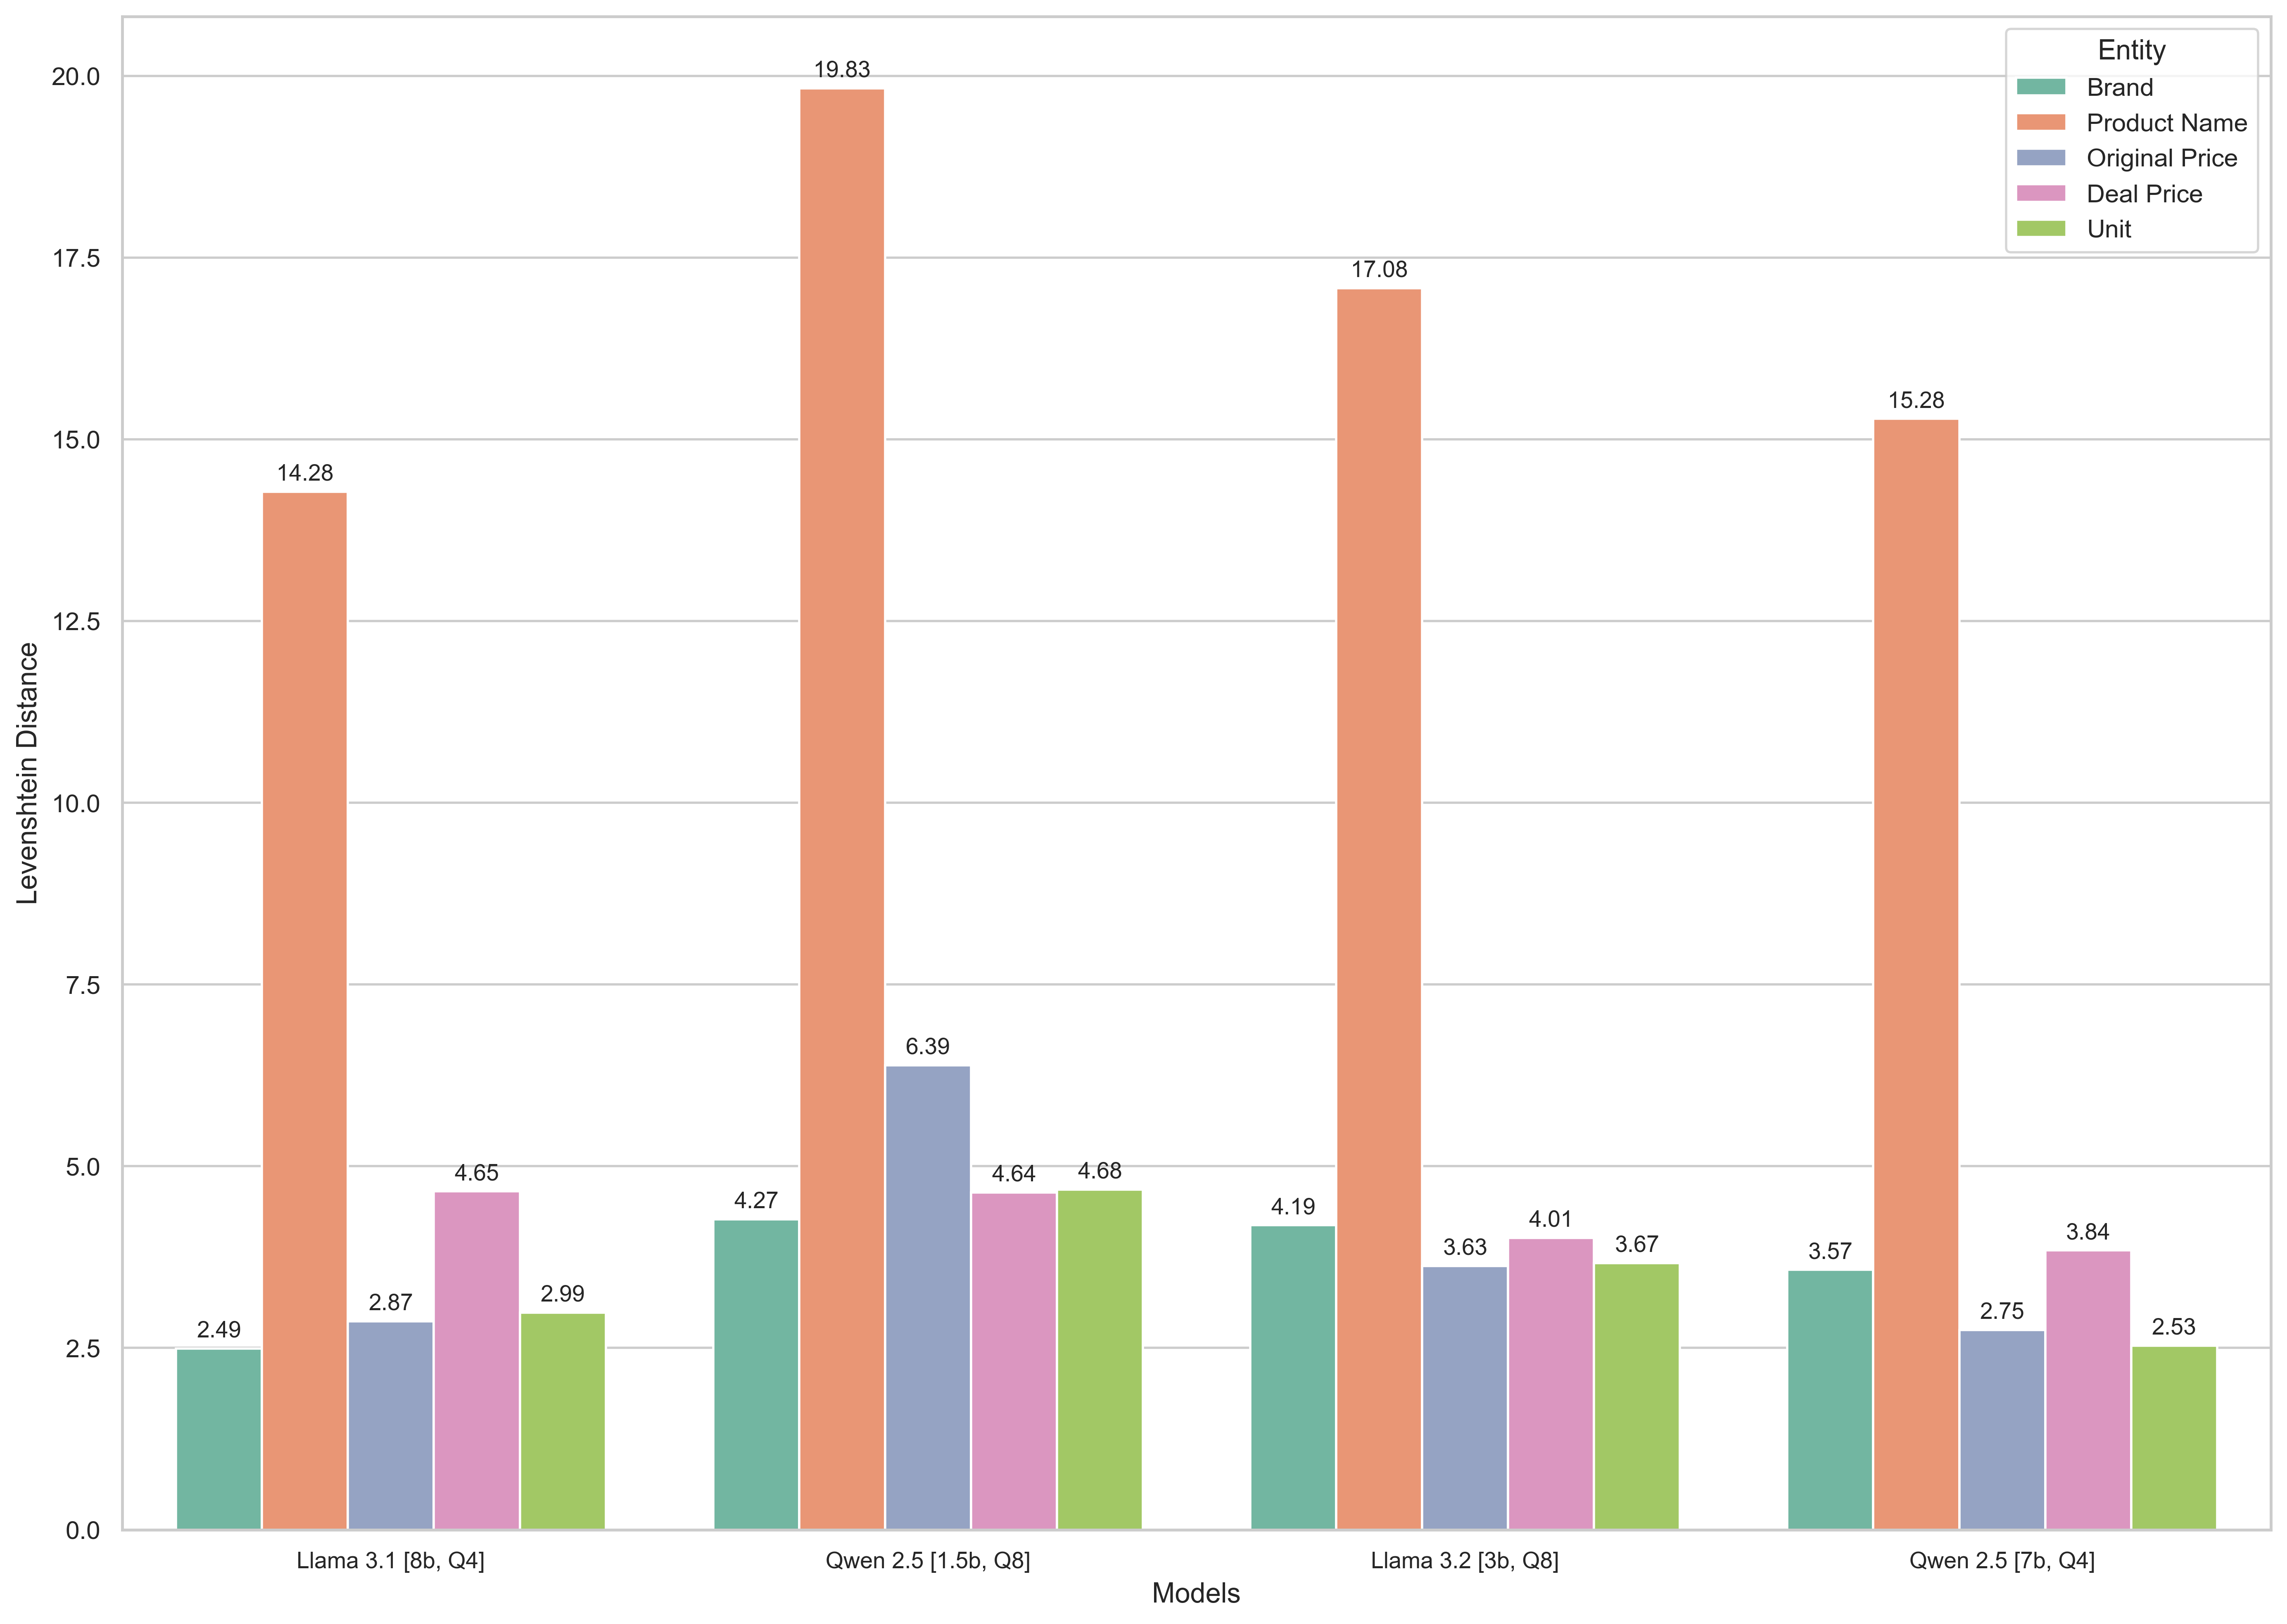 Entity
Brand
Product Name
Original Price
Deal Price
Unit
Levenshtein Distance
20.0
17.5
15.0
12.5
10.0
7.5
5.0
2.5
0.0
2.49
14.28
2.87
4.65
2.99
4.27
19.83
6.39
4.64
4.68
4.19
17.08
3.63
4.01
3.67
3.57
15.28
2.75
3.84
2.53
Llama 3.1 [8b, Q4]
Qwen 2.5 [1.5b, Q8]
Llama 3.2 [3b, Q8]
Qwen 2.5 [7b, Q4]
Models